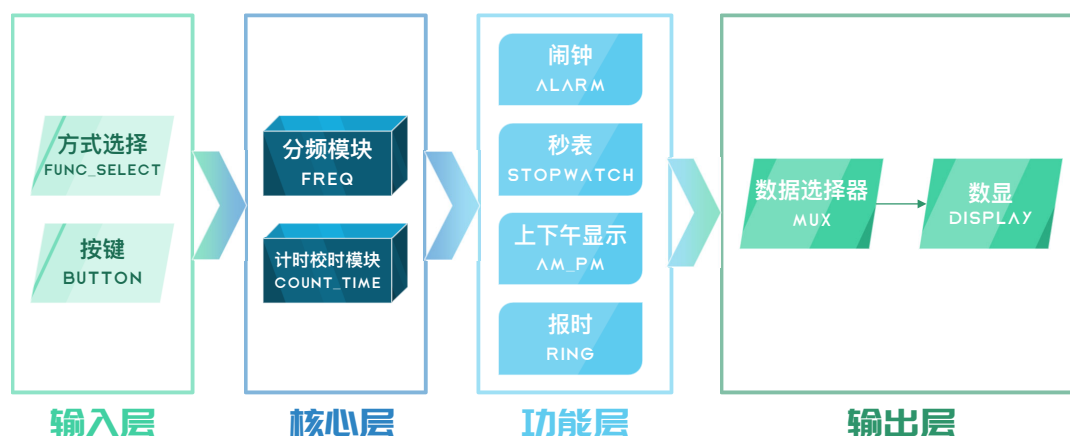 方式选择
FUNC_SELECT
按键
BUTTON
输入层
分频模块
FREQ
计时校时模块
COUNT_TIME
核心层
闹钟
ALARM
秒表
STOPWATCH
上下午显示
AM_PM
报时
RING
功能层
数据选择器
MUX
数显
DISPLAY
输出层